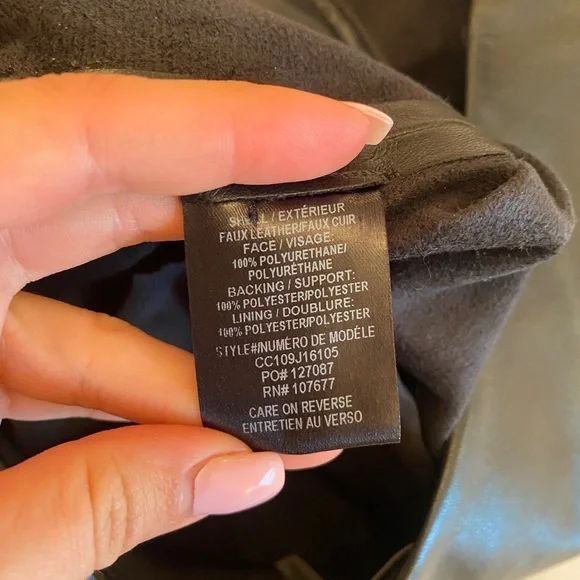 SHELL / EXTÉRIEUR
FAUX LEATHER/FAUX CUIR
FACE / VISAGE:
100% POLYURETHANE/
POLYURÉTHANE
BACKING / SUPPORT:
100% POLYESTER/POLYESTER
LINING / DOUBLURE:
100% POLYESTER/POLYESTER
STYLE#/NUMÉRO DE MODÈLE
CC109J16105
PO# 127087
RN# 107677
CARE ON REVERSE
ENTRETIEN AU VERSO